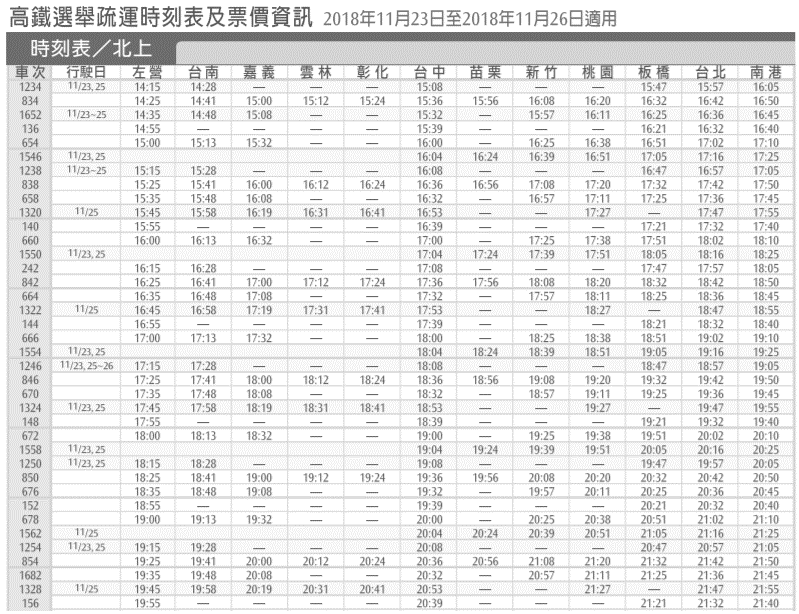 高鐵選舉疏運時刻表及票價資訊 2018年11月23日至2018年11月26日適用
時刻表／北上
車次 行駛日 左營 台南 嘉義 雲林 彰化 台中 苗栗 新竹 桃園 板橋 台北 南港
1234 11/23, 25 14:15 14:28 — — — 15:08 — — — 15:47 15:57 16:05
834 14:25 14:41 15:00 15:12 15:24 15:36 15:56 16:08 16:20 16:32 16:42 16:50
1652 11/23~25 14:35 14:48 15:08 — — 15:32 — 15:57 16:11 16:25 16:36 16:45
136 14:55 — — — — 15:39 — — — 16:21 16:32 16:40
654 15:00 15:13 15:32 — — 16:00 — 16:25 16:38 16:51 17:02 17:10
1546 11/23, 25 16:04 16:24 16:39 16:51 17:05 17:16 17:25
1238 11/23~25 15:15 15:28 — — — 16:08 — — — 16:47 16:57 17:05
838 15:25 15:41 16:00 16:12 16:24 16:36 16:56 17:08 17:20 17:32 17:42 17:50
658 15:35 15:48 16:08 — — 16:32 — 16:57 17:11 17:25 17:36 17:45
1320 11/25 15:45 15:58 16:19 16:31 16:41 16:53 — — 17:27 — 17:47 17:55
140 15:55 — — — — 16:39 — — — 17:21 17:32 17:40
660 16:00 16:13 16:32 — — 17:00 — 17:25 17:38 17:51 18:02 18:10
1550 11/23, 25 17:04 17:24 17:39 17:51 18:05 18:16 18:25
242 16:15 16:28 — — — 17:08 — — — 17:47 17:57 18:05
842 16:25 16:41 17:00 17:12 17:24 17:36 17:56 18:08 18:20 18:32 18:42 18:50
664 16:35 16:48 17:08 — — 17:32 — 17:57 18:11 18:25 18:36 18:45
1322 11/25 16:45 16:58 17:19 17:31 17:41 17:53 — — 18:27 — 18:47 18:55
144 16:55 — — — — 17:39 — — — 18:21 18:32 18:40
666 17:00 17:13 17:32 — — 18:00 — 18:25 18:38 18:51 19:02 19:10
1554 11/23, 25 18:04 18:24 18:39 18:51 19:05 19:16 19:25
1246 11/23, 25~26 17:15 17:28 — — — 18:08 — — — 18:47 18:57 19:05
846 17:25 17:41 18:00 18:12 18:24 18:36 18:56 19:08 19:20 19:32 19:42 19:50
670 17:35 17:48 18:08 — — 18:32 — 18:57 19:11 19:25 19:36 19:45
1324 11/23, 25 17:45 17:58 18:19 18:31 18:41 18:53 — — 19:27 — 19:47 19:55
148 17:55 — — — — 18:39 — — — 19:21 19:32 19:40
672 18:00 18:13 18:32 — — 19:00 — 19:25 19:38 19:51 20:02 20:10
1558 11/23, 25 19:04 19:24 19:39 19:51 20:05 20:16 20:25
1250 11/23, 25 18:15 18:28 — — — 19:08 — — — 19:47 19:57 20:05
850 18:25 18:41 19:00 19:12 19:24 19:36 19:56 20:08 20:20 20:32 20:42 20:50
676 18:35 18:48 19:08 — — 19:32 — 19:57 20:11 20:25 20:36 20:45
152 18:55 — — — — 19:39 — — — 20:21 20:32 20:40
678 19:00 19:13 19:32 — — 20:00 — 20:25 20:38 20:51 21:02 21:10
1562 11/25 20:04 20:24 20:39 20:51 21:05 21:16 21:25
1254 11/23, 25 19:15 19:28 — — — 20:08 — — — 20:47 20:57 21:05
854 19:25 19:41 20:00 20:12 20:24 20:36 20:56 21:08 21:20 21:32 21:42 21:50
1682 19:35 19:48 20:08 — — 20:32 — 20:57 21:11 21:25 21:36 21:45
1328 11/25 19:45 19:58 20:19 20:31 20:41 20:53 — — 21:27 — 21:47 21:55
156 19:55 — — — — 20:39 — — — 21:21 21:32 21:40